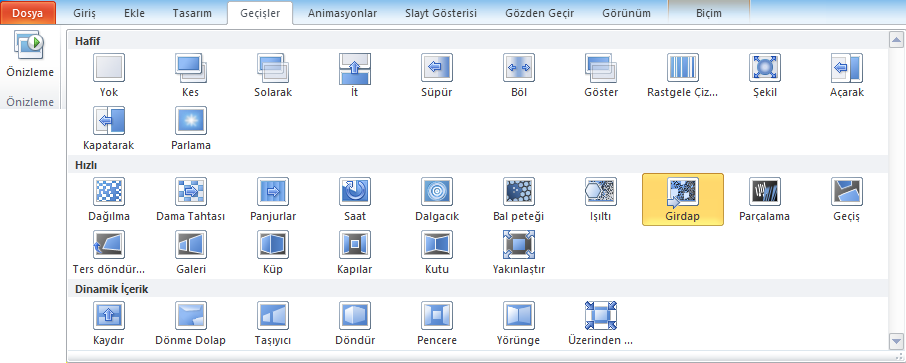 Dosya Giriş Ekle Tasarım Geçişler Animasyonlar Slayt Gösterisi Gözden Geçir Görünüm Biçim
Önizleme
Önizleme
Hafif
Yok Kes Solarak İt Süpür Böl Göster Rastgele Çiz... Şekil Açarak
Kapatarak Parlama
Hızlı
Dağılma Dama Tahtası Panjurlar Saat Dalgacık Bal peteği Işıltı Girdap Parçalama Geçiş
Ters döndür... Galeri Küp Kapılar Kutu Yakınlaştır
Dinamik İçerik
Kaydır Dönme Dolap Taşıyıcı Döndür Pencere Yörünge Üzerinden ...